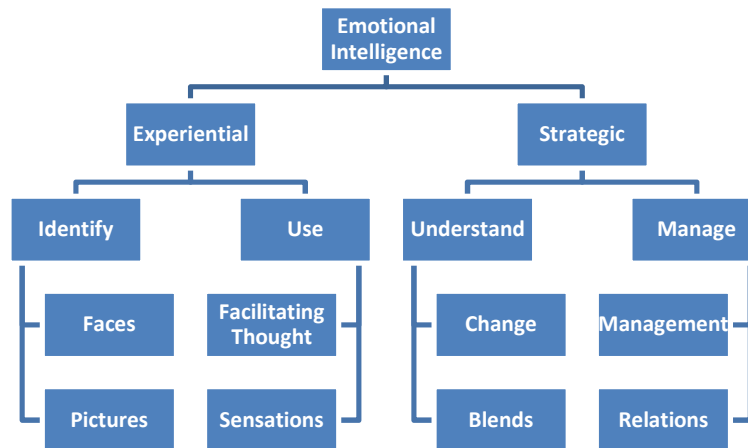 Emotional
Intelligence
Experiential
Strategic
Identify
Use
Understand
Manage
Faces
Facilitating
Thought
Change
Management
Pictures
Sensations
Blends
Relations